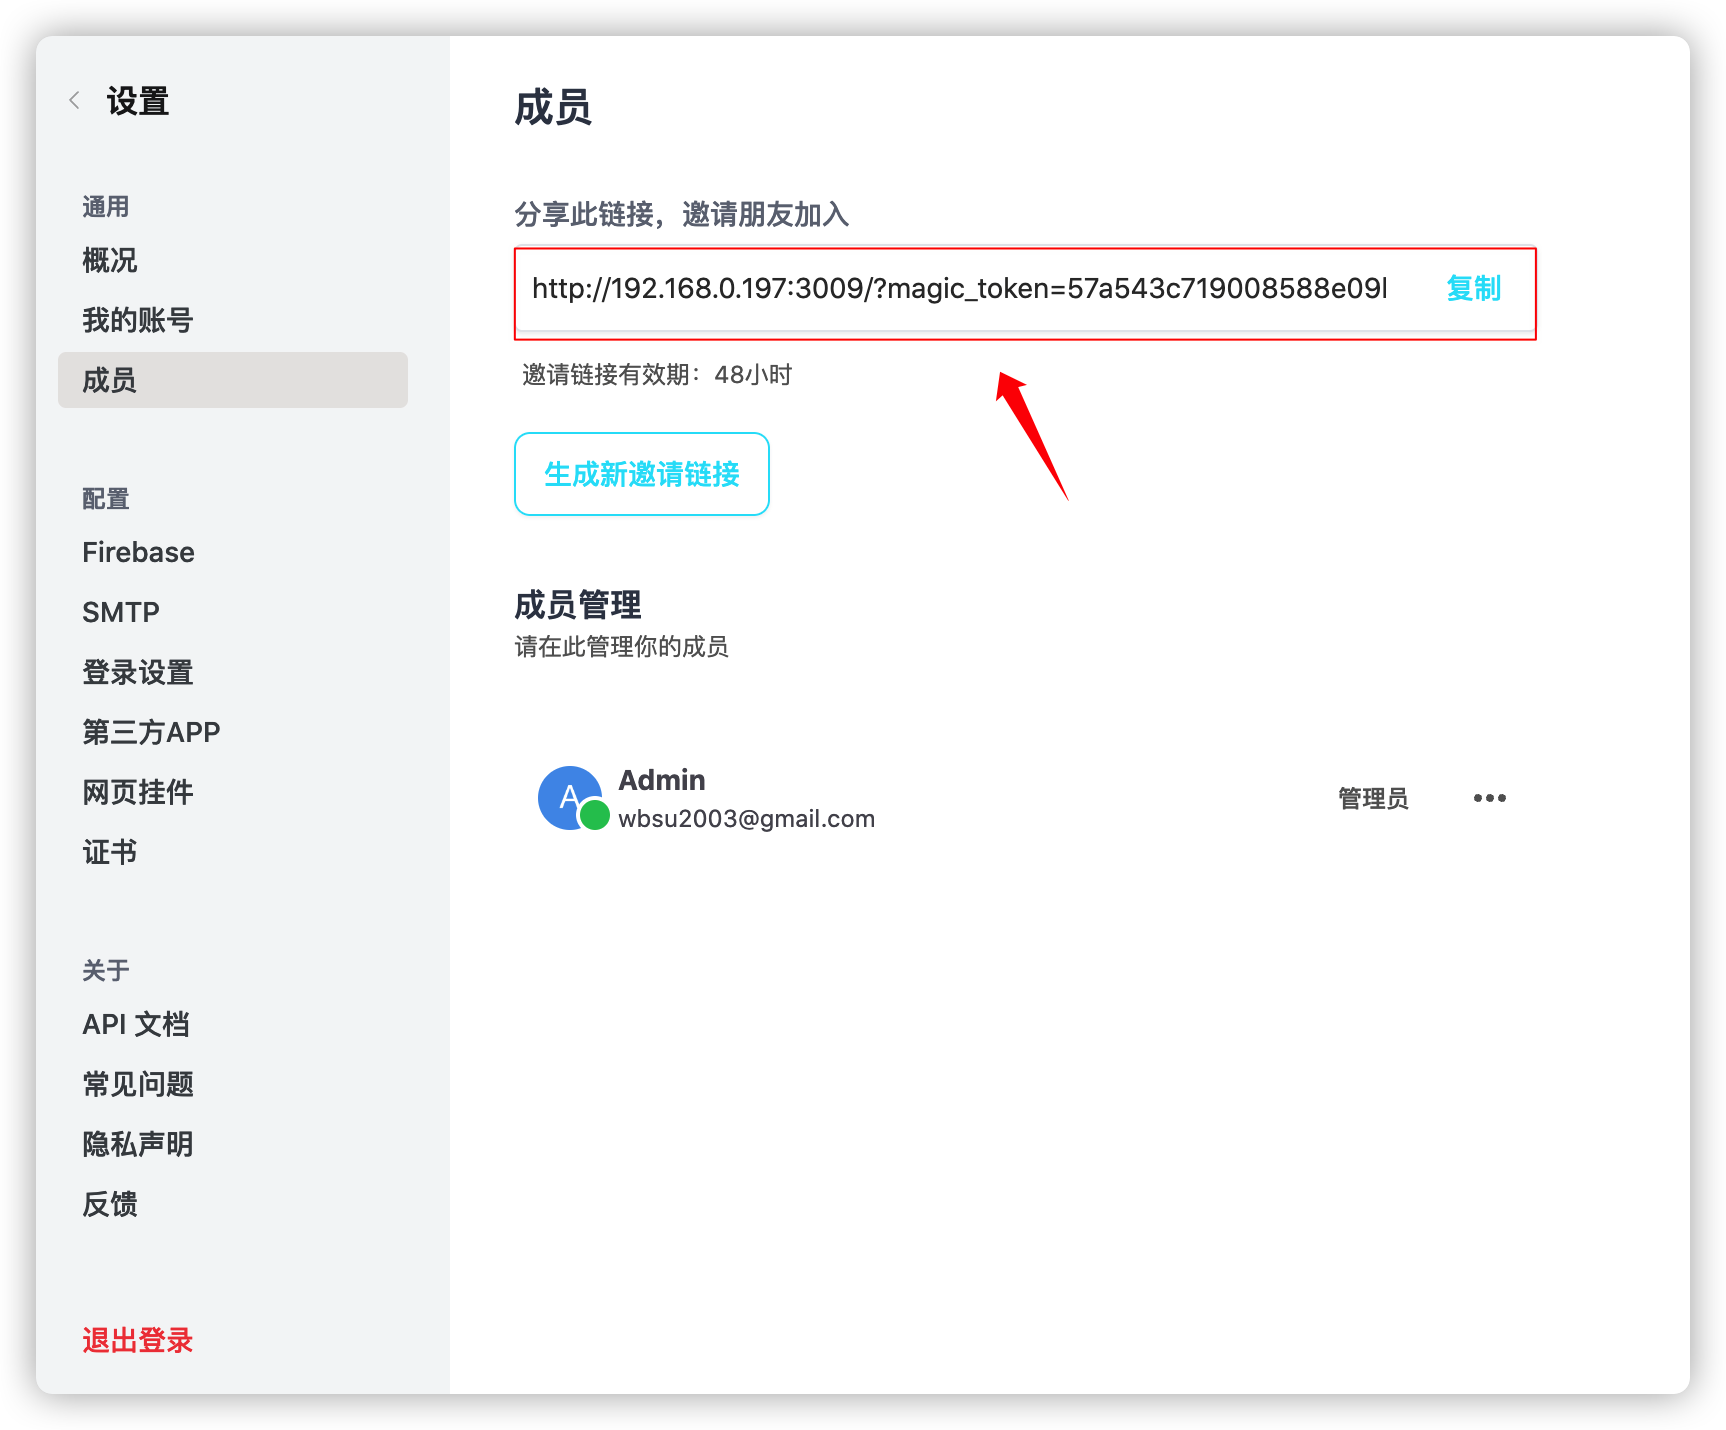 设置
通用
概况
我的账号
成员
配置
Firebase
SMTP
登录设置
第三方APP
网页挂件
证书
关于
API 文档
常见问题
隐私声明
反馈
退出登录
成员
分享此链接，邀请朋友加入
http://192.168.0.197:3009/?magic_token=57a543c719008588e09l 复制
邀请链接有效期：48小时
生成新邀请链接
成员管理
请在此管理你的成员
A
Admin
wbsu2003@gmail.com
管理员